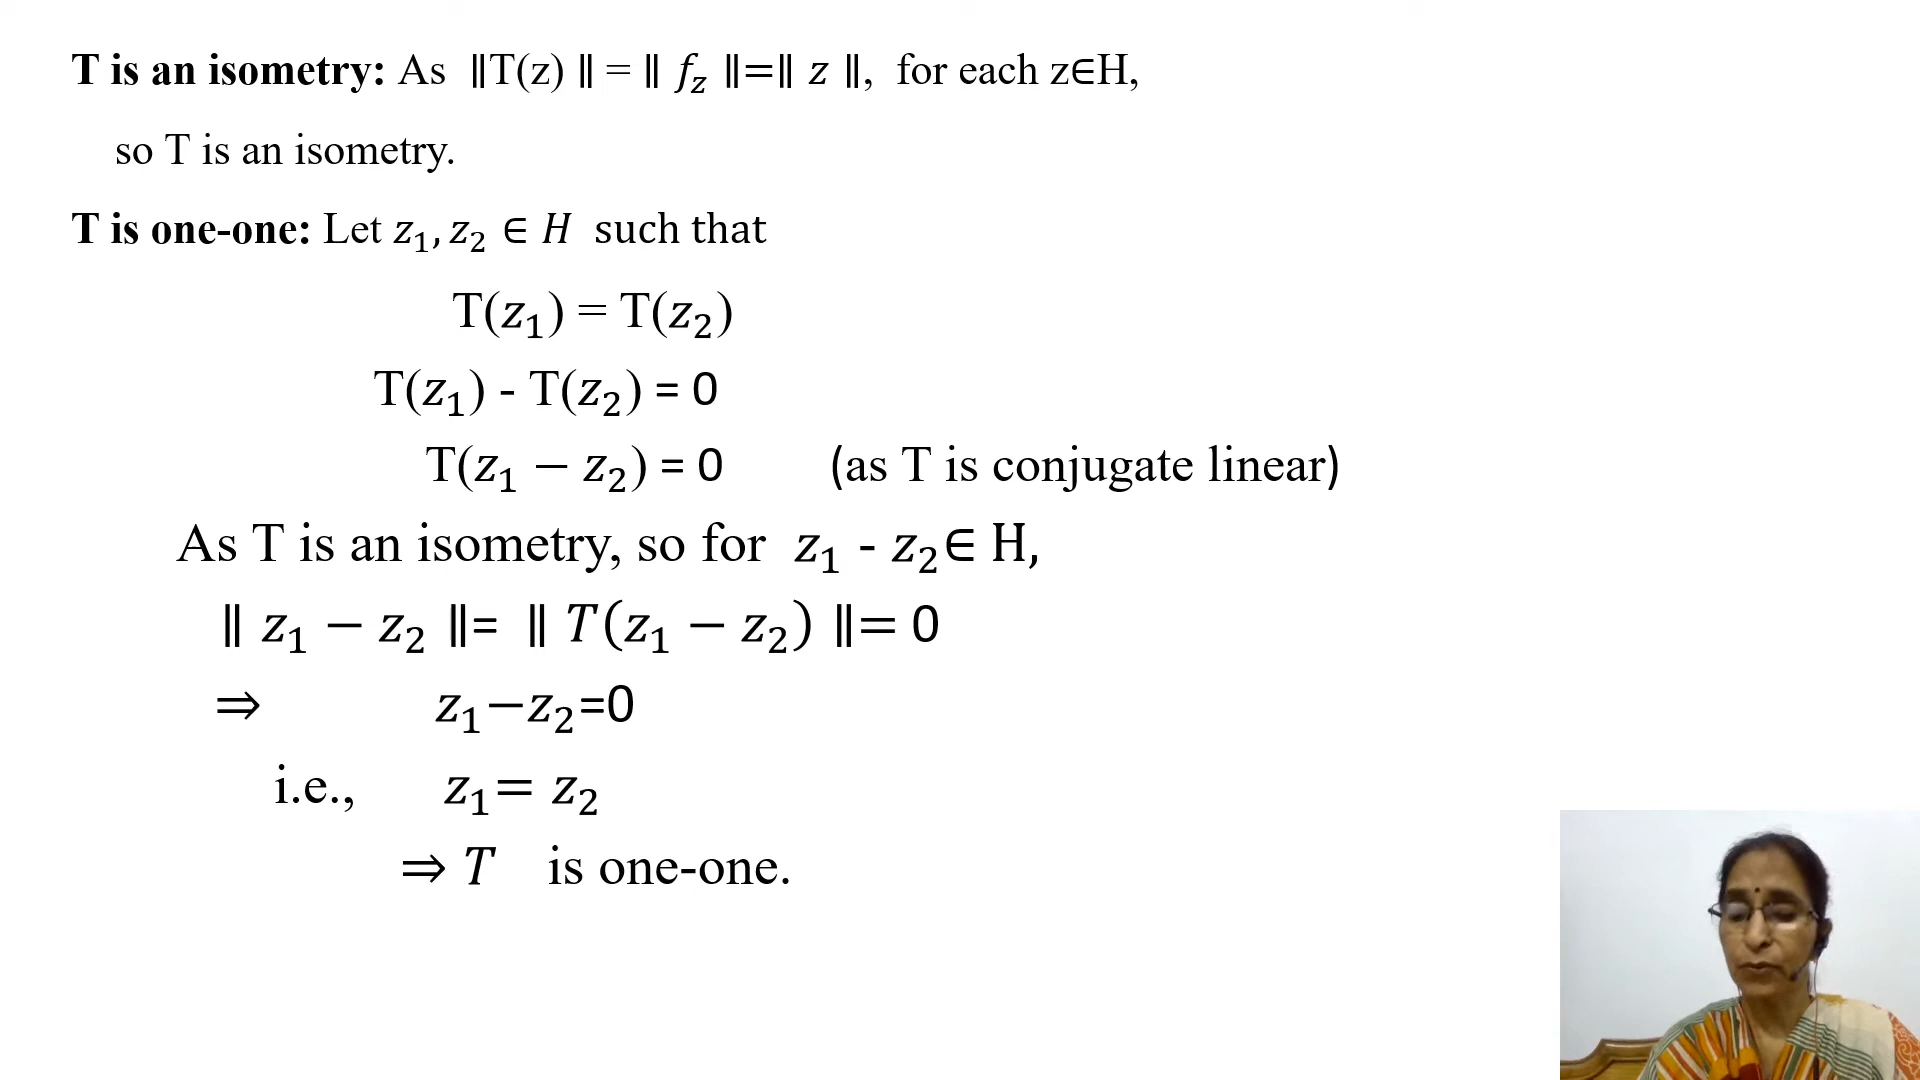 T is an isometry: As ‖T(z) ‖ = ‖ f_z ‖=‖ z ‖, for each z∈H,
so T is an isometry.
T is one-one: Let z₁, z₂ ∈ H such that
T(z₁) = T(z₂)
T(z₁) - T(z₂) = 0
T(z₁ − z₂) = 0 (as T is conjugate linear)
As T is an isometry, so for z₁ - z₂∈ H,
‖ z₁ − z₂ ‖= ‖ T(z₁ − z₂) ‖= 0
⇒ z₁−z₂=0
i.e., z₁= z₂
⇒ T is one-one.